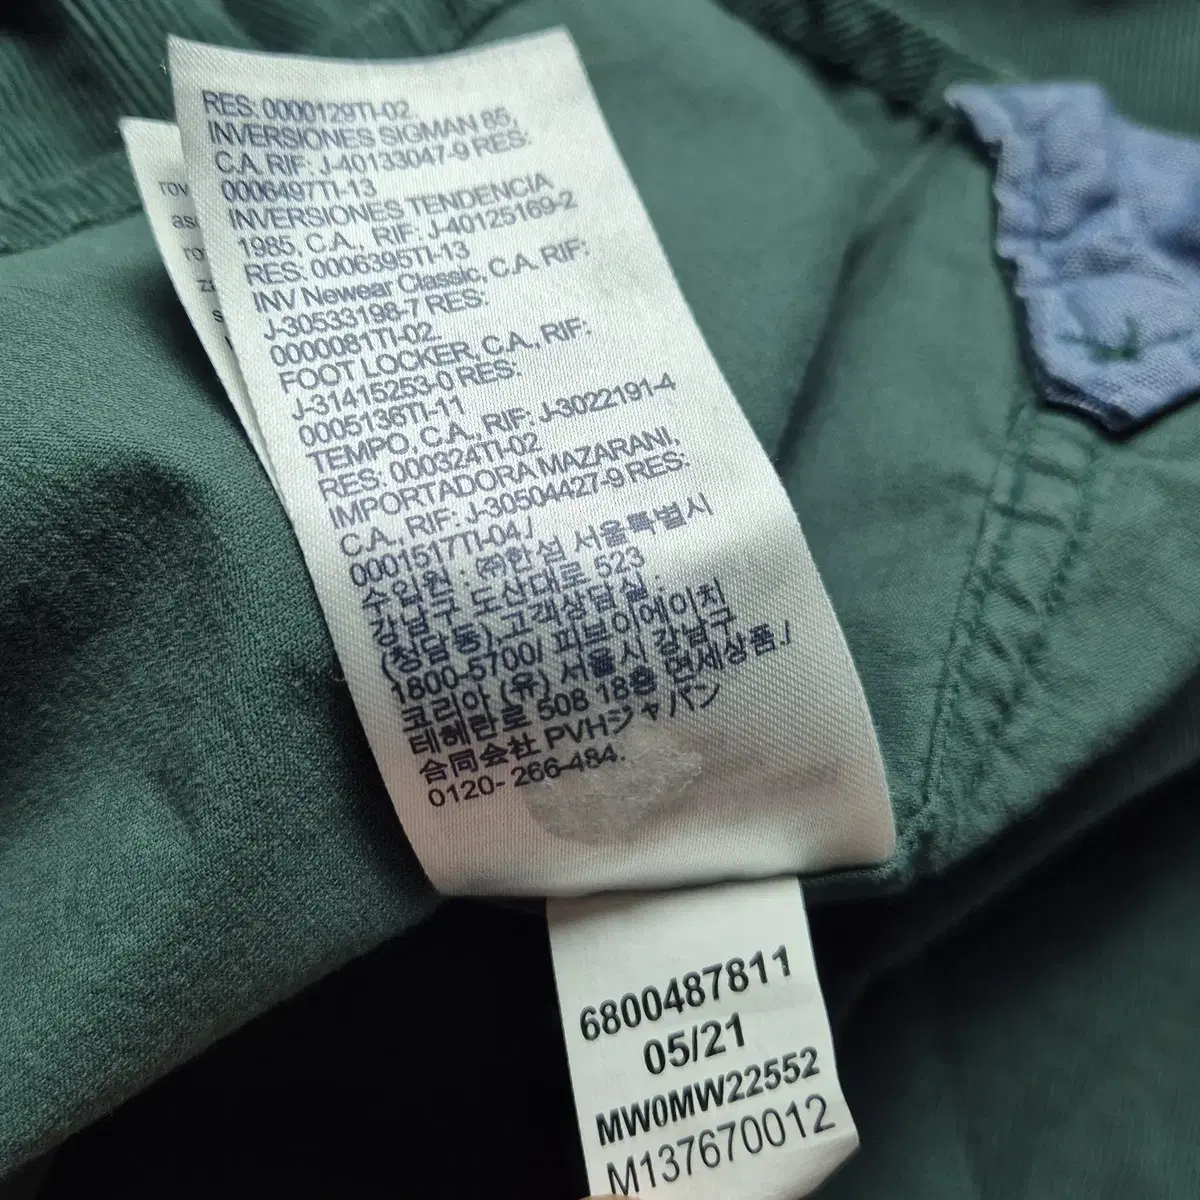 RES: 0000129TI-02
INVERSIONES SIGMAN 85,
C.A. RIF: J-40133047-9 RES:
0006497TI-13
INVERSIONES TENDENCIA
1985, C.A., RIF: J-40125169-2
RES: 0006395TI-13
INV Newear Classic. C.A. RIF:
J-30533198-7 RES:
0000081TI-02
FOOT LOCKER, C.A., RIF:
J-31415253-0 RES:
0005136TI-11
TEMPO, C.A., RIF: J-3022191-4
RES: 000324TI-02
IMPORTADORA MAZARANI,
C.A., RIF: J-30504427-9 RES:
0001517TI-04./
수입원 : ㈜한섬 서울특별시
강남구 도산대로 523
(청담동),고객상담실 :
1800-5700/ 피브이에이치
코리아 (유) 서울시 강남구
테헤란로 508 18층 면세상품./
合同会社 PVHジャパン
0120- 266-484.
6800487811
05/21
MW0MW22552
M137670012